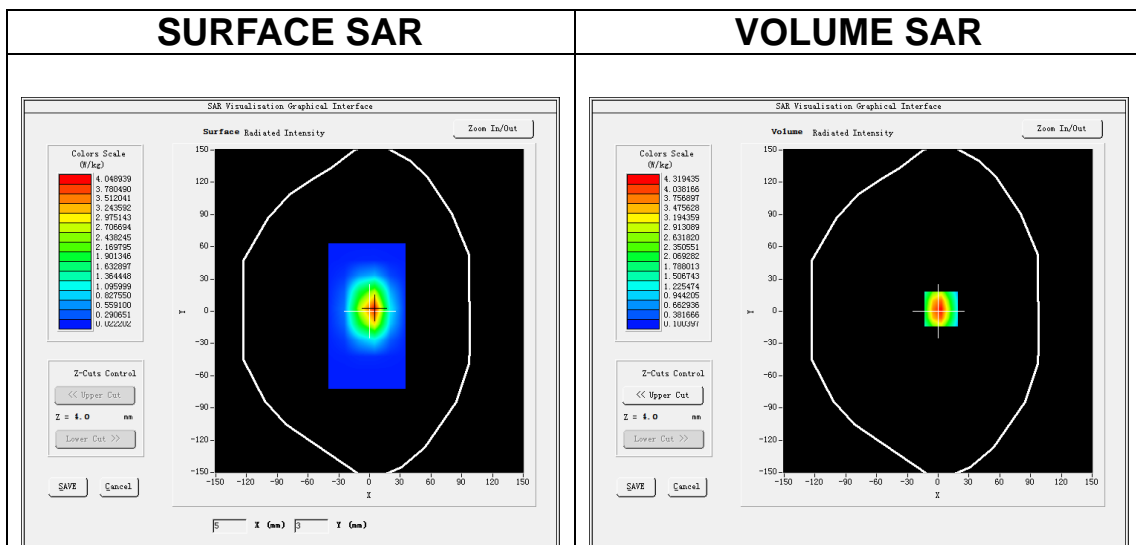 SURFACE SAR
VOLUME SAR
SAR Visualisation Graphical Interface
Surface Radiated Intensity
Zoom In/Out
Colors Scale
(W/kg)
4.048939
3.780490
3.512041
3.243592
2.975143
2.706694
2.438245
2.169795
1.901346
1.632897
1.364448
1.095999
0.827550
0.559100
0.290651
0.022202
150
120
90
60
30
0
-30
-60
-90
-120
-150
Y
-150 -120 -90 -60 -30 0 30 60 90 120 150
X
Z-Cuts Control
<< Upper Cut
Z = 4.0 mm
Lower Cut >>
SAVE Cancel
5 X (mm) 3 Y (mm)
SAR Visualisation Graphical Interface
Volume Radiated Intensity
Zoom In/Out
Colors Scale
(W/kg)
4.319435
4.038166
3.756897
3.475628
3.194359
2.913089
2.631820
2.350551
2.069282
1.788013
1.506743
1.225474
0.944205
0.662936
0.381666
0.100397
150
120
90
60
30
0
-30
-60
-90
-120
-150
Y
-150 -120 -90 -60 -30 0 30 60 90 120 150
X
Z-Cuts Control
<< Upper Cut
Z = 4.0 mm
Lower Cut >>
SAVE Cancel